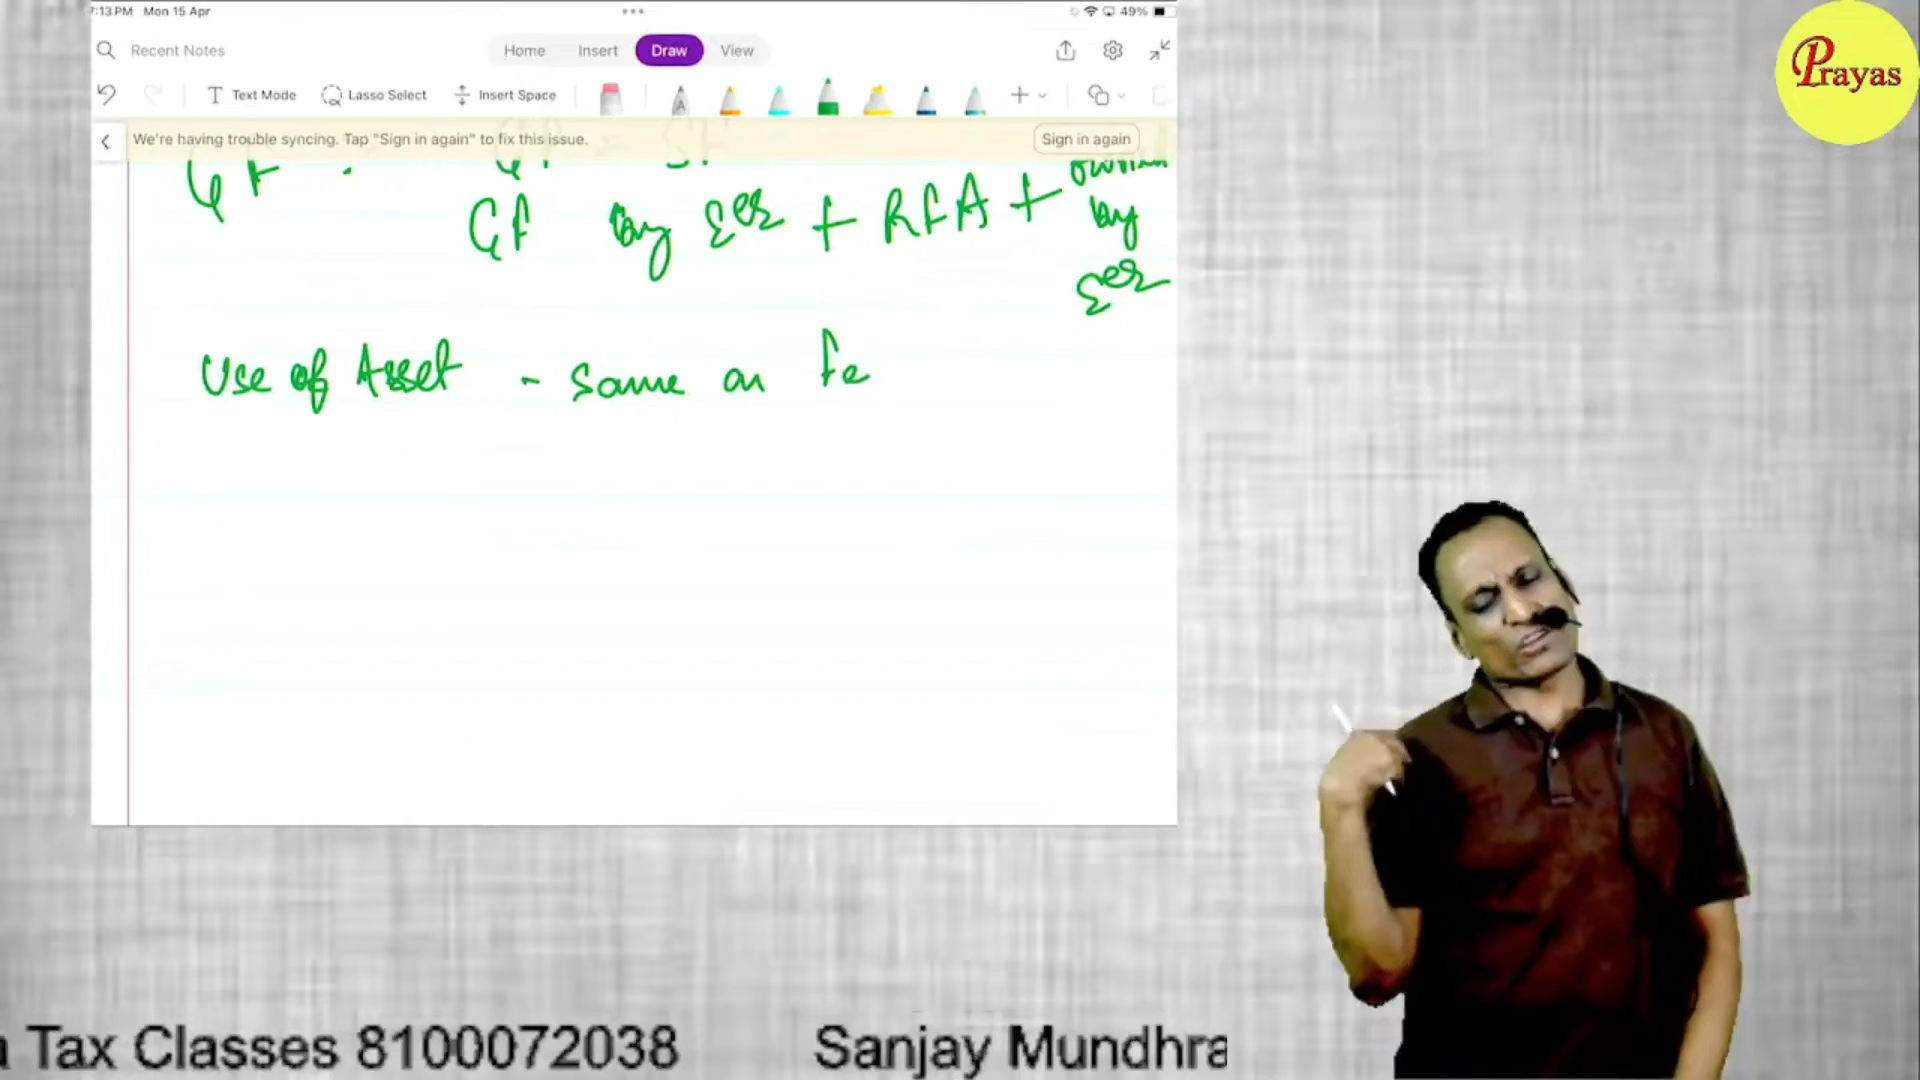 7:13 PM Mon 15 Apr
49%
Recent Notes
Home Insert Draw View
Text Mode Lasso Select Insert Space
We're having trouble syncing. Tap "Sign in again" to fix this issue.
Sign in again
GF by Eer + RFA + owned by Eer
Use of Asset - Same as Fe
Prayas
a Tax Classes 8100072038 Sanjay Mundhra